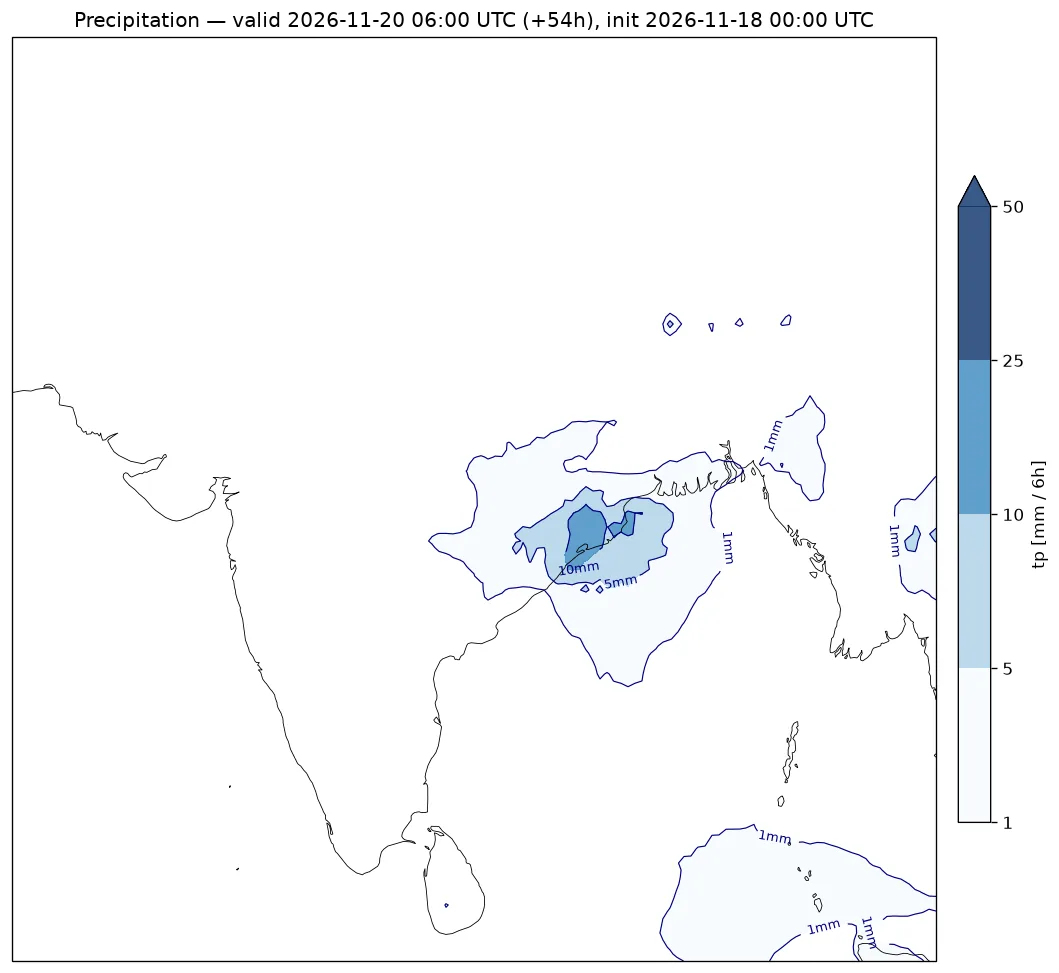 Precipitation — valid 2026-11-20 06:00 UTC (+54h), init 2026-11-18 00:00 UTC
50
25
10
5
1
tp [mm / 6h]
1mm
1mm
1mm
10mm
5mm
1mm
1mm
1mm